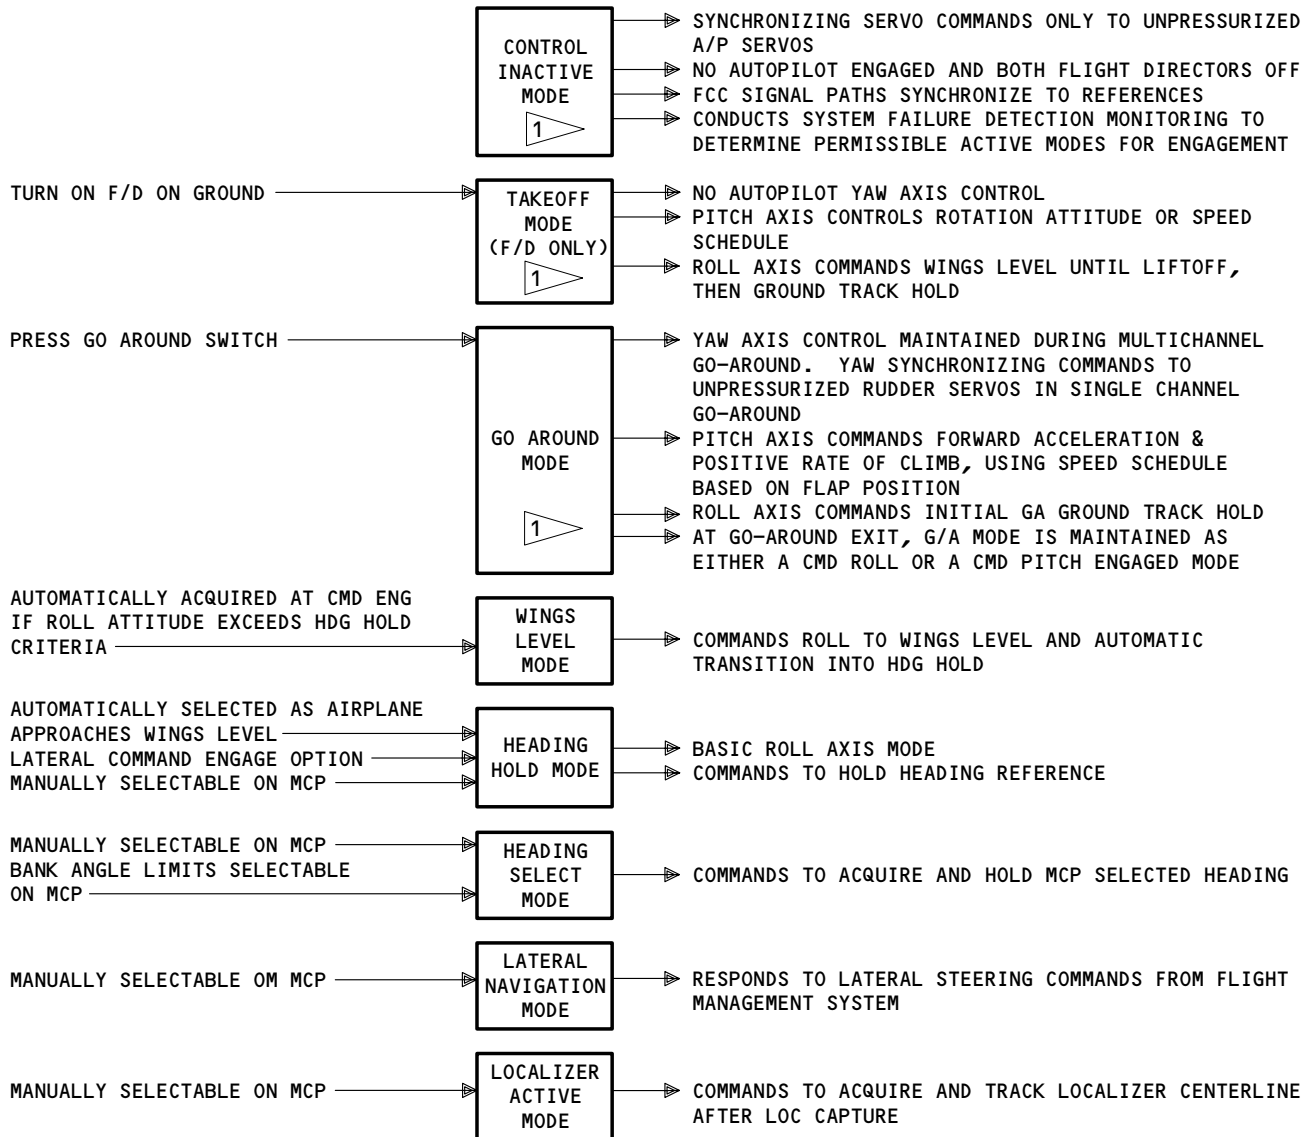 CONTROL
INACTIVE
MODE
1
SYNCHRONIZING SERVO COMMANDS ONLY TO UNPRESSURIZED
A/P SERVOS
NO AUTOPILOT ENGAGED AND BOTH FLIGHT DIRECTORS OFF
FCC SIGNAL PATHS SYNCHRONIZE TO REFERENCES
CONDUCTS SYSTEM FAILURE DETECTION MONITORING TO
DETERMINE PERMISSIBLE ACTIVE MODES FOR ENGAGEMENT
TURN ON F/D ON GROUND
TAKEOFF
MODE
(F/D ONLY)
1
NO AUTOPILOT YAW AXIS CONTROL
PITCH AXIS CONTROLS ROTATION ATTITUDE OR SPEED
SCHEDULE
ROLL AXIS COMMANDS WINGS LEVEL UNTIL LIFTOFF,
THEN GROUND TRACK HOLD
PRESS GO AROUND SWITCH
GO AROUND
MODE
1
YAW AXIS CONTROL MAINTAINED DURING MULTICHANNEL
GO-AROUND. YAW SYNCHRONIZING COMMANDS TO
UNPRESSURIZED RUDDER SERVOS IN SINGLE CHANNEL
GO-AROUND
PITCH AXIS COMMANDS FORWARD ACCELERATION &
POSITIVE RATE OF CLIMB, USING SPEED SCHEDULE
BASED ON FLAP POSITION
ROLL AXIS COMMANDS INITIAL GA GROUND TRACK HOLD
AT GO-AROUND EXIT, G/A MODE IS MAINTAINED AS
EITHER A CMD ROLL OR A CMD PITCH ENGAGED MODE
AUTOMATICALLY ACQUIRED AT CMD ENG
IF ROLL ATTITUDE EXCEEDS HDG HOLD
CRITERIA
WINGS
LEVEL
MODE
COMMANDS ROLL TO WINGS LEVEL AND AUTOMATIC
TRANSITION INTO HDG HOLD
AUTOMATICALLY SELECTED AS AIRPLANE
APPROACHES WINGS LEVEL
LATERAL COMMAND ENGAGE OPTION
MANUALLY SELECTABLE ON MCP
HEADING
HOLD MODE
BASIC ROLL AXIS MODE
COMMANDS TO HOLD HEADING REFERENCE
MANUALLY SELECTABLE ON MCP
BANK ANGLE LIMITS SELECTABLE
ON MCP
HEADING
SELECT
MODE
COMMANDS TO ACQUIRE AND HOLD MCP SELECTED HEADING
MANUALLY SELECTABLE OM MCP
LATERAL
NAVIGATION
MODE
RESPONDS TO LATERAL STEERING COMMANDS FROM FLIGHT
MANAGEMENT SYSTEM
MANUALLY SELECTABLE ON MCP
LOCALIZER
ACTIVE
MODE
COMMANDS TO ACQUIRE AND TRACK LOCALIZER CENTERLINE
AFTER LOC CAPTURE